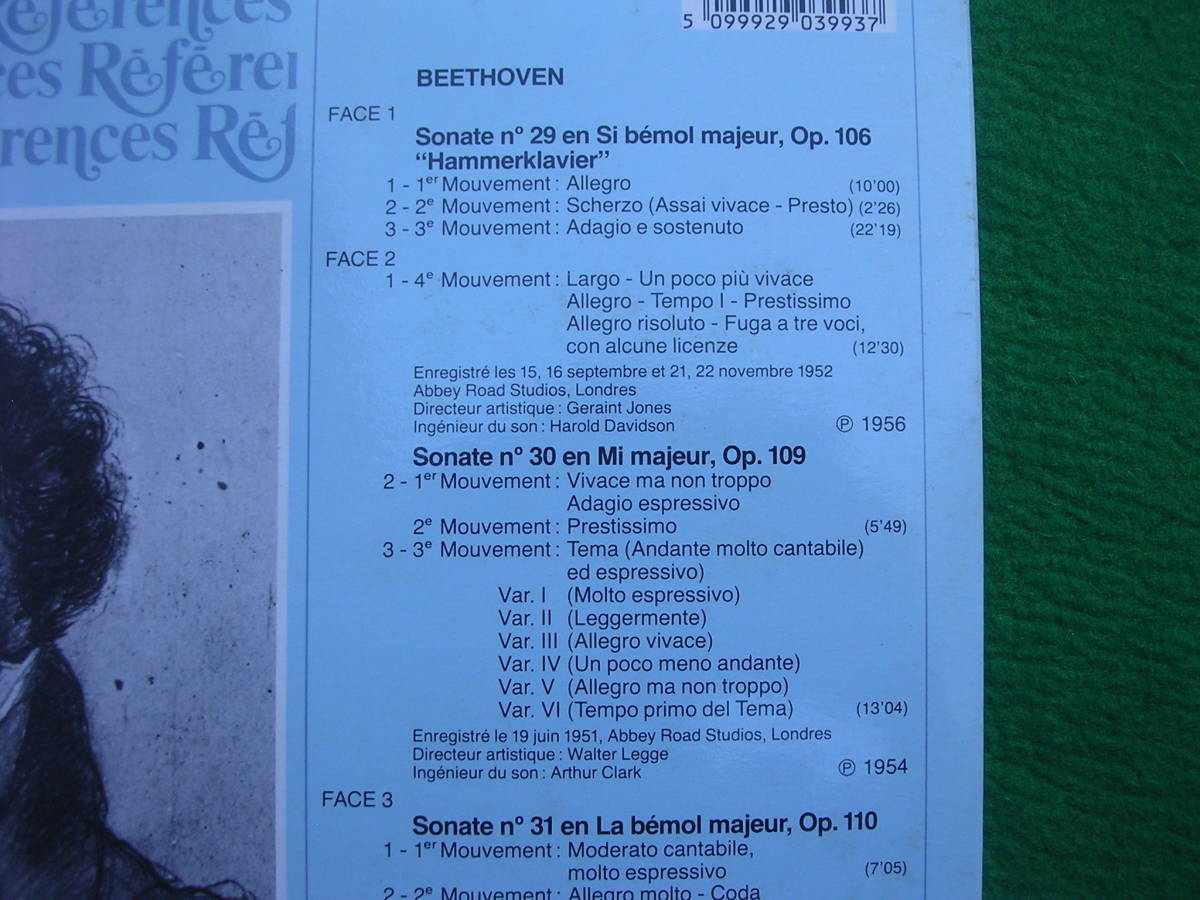 Références
ces Référen
rences Réf
5 099929 039937
BEETHOVEN
FACE 1
Sonate nº 29 en Si bémol majeur, Op. 106
“Hammerklavier”
1 - 1er Mouvement : Allegro (10'00)
2 - 2e Mouvement : Scherzo (Assai vivace - Presto) (2'26)
3 - 3e Mouvement : Adagio e sostenuto (22'19)
FACE 2
1 - 4e Mouvement : Largo - Un poco più vivace
Allegro - Tempo I - Prestissimo
Allegro risoluto - Fuga a tre voci,
con alcune licenze (12'30)
Enregistré les 15, 16 septembre et 21, 22 novembre 1952
Abbey Road Studios, Londres
Directeur artistique : Geraint Jones
Ingénieur du son : Harold Davidson ℗ 1956
Sonate nº 30 en Mi majeur, Op. 109
2 - 1er Mouvement : Vivace ma non troppo
Adagio espressivo
2e Mouvement : Prestissimo (5'49)
3 - 3e Mouvement : Tema (Andante molto cantabile)
ed espressivo)
Var. I (Molto espressivo)
Var. II (Leggermente)
Var. III (Allegro vivace)
Var. IV (Un poco meno andante)
Var. V (Allegro ma non troppo)
Var. VI (Tempo primo del Tema) (13'04)
Enregistré le 19 juin 1951, Abbey Road Studios, Londres
Directeur artistique : Walter Legge
Ingénieur du son : Arthur Clark ℗ 1954
FACE 3
Sonate nº 31 en La bémol majeur, Op. 110
1 - 1er Mouvement : Moderato cantabile,
molto espressivo (7'05)
2 - 2e Mouvement : Allegro molto - Coda